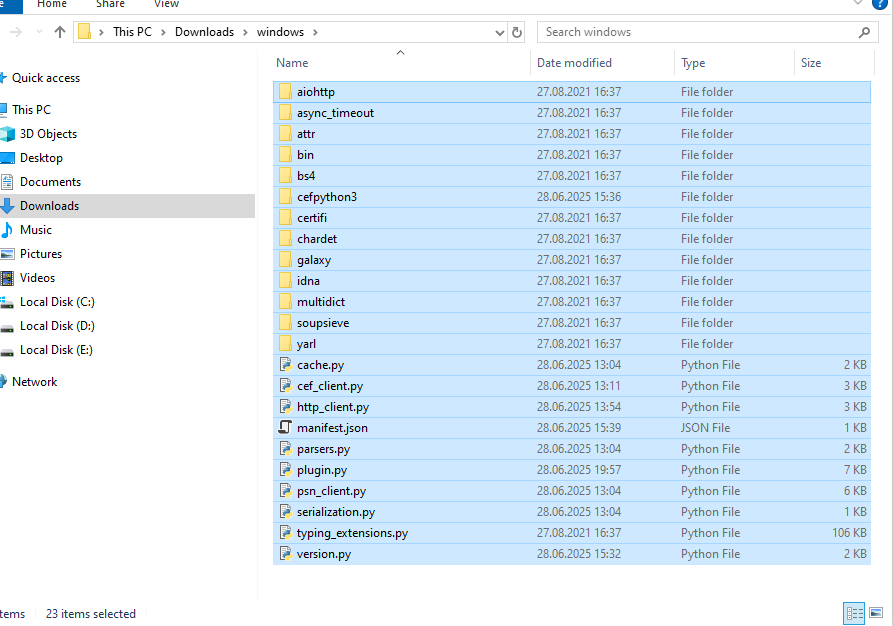 Home Share View
This PC Downloads windows
Search windows
Name Date modified Type Size
Quick access
This PC
3D Objects
Desktop
Documents
Downloads
Music
Pictures
Videos
Local Disk (C:)
Local Disk (D:)
Local Disk (E:)
Network
aiohttp 27.08.2021 16:37 File folder
async_timeout 27.08.2021 16:37 File folder
attr 27.08.2021 16:37 File folder
bin 27.08.2021 16:37 File folder
bs4 27.08.2021 16:37 File folder
cefpython3 28.06.2025 15:36 File folder
certifi 27.08.2021 16:37 File folder
chardet 27.08.2021 16:37 File folder
galaxy 27.08.2021 16:37 File folder
idna 27.08.2021 16:37 File folder
multidict 27.08.2021 16:37 File folder
soupsieve 27.08.2021 16:37 File folder
yarl 27.08.2021 16:37 File folder
cache.py 28.06.2025 13:04 Python File 2 KB
cef_client.py 28.06.2025 13:11 Python File 3 KB
http_client.py 28.06.2025 13:54 Python File 3 KB
manifest.json 28.06.2025 15:39 JSON File 1 KB
parsers.py 28.06.2025 13:04 Python File 2 KB
plugin.py 28.06.2025 19:57 Python File 7 KB
psn_client.py 28.06.2025 13:04 Python File 6 KB
serialization.py 28.06.2025 13:04 Python File 1 KB
typing_extensions.py 27.08.2021 16:37 Python File 106 KB
version.py 28.06.2025 15:32 Python File 2 KB
tems 23 items selected